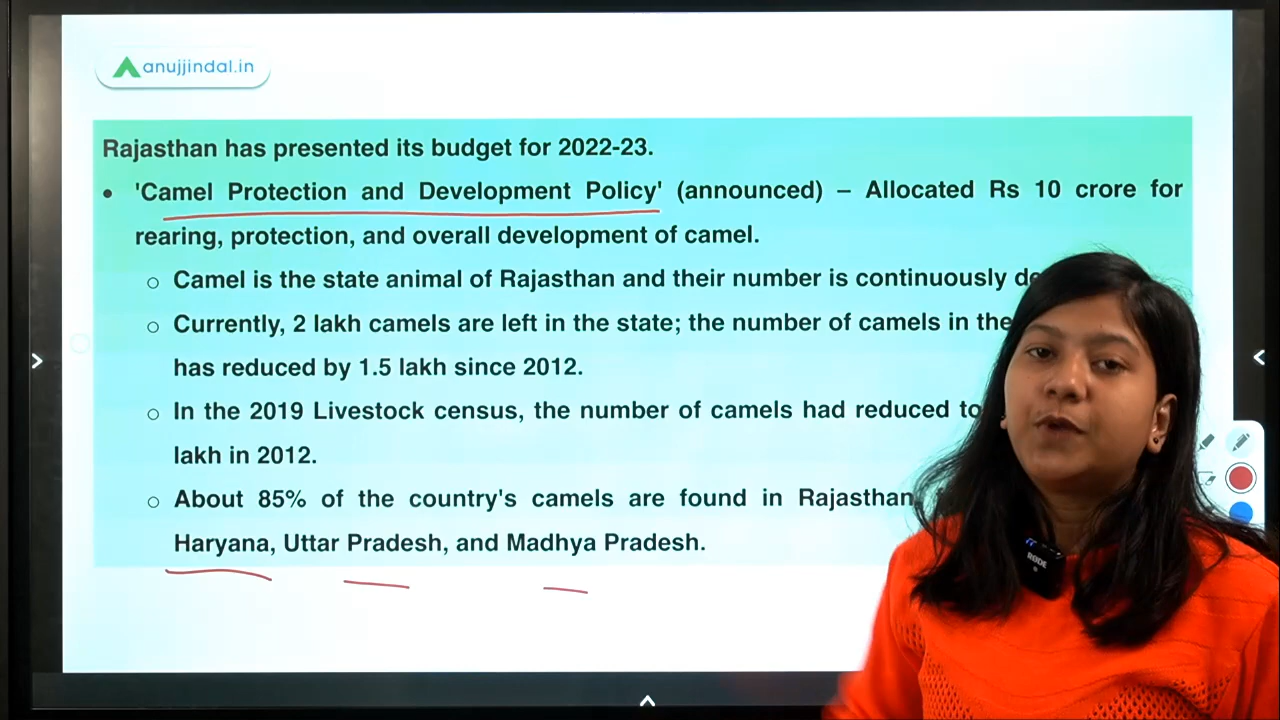 anujjindal.in
Rajasthan has presented its budget for 2022-23.
• 'Camel Protection and Development Policy' (announced) – Allocated Rs 10 crore for
rearing, protection, and overall development of camel.
○ Camel is the state animal of Rajasthan and their number is continuously
○ Currently, 2 lakh camels are left in the state; the number of camels in the
has reduced by 1.5 lakh since 2012.
○ In the 2019 Livestock census, the number of camels had reduced to
lakh in 2012.
○ About 85% of the country's camels are found in Rajasthan,
Haryana, Uttar Pradesh, and Madhya Pradesh.
RØDE